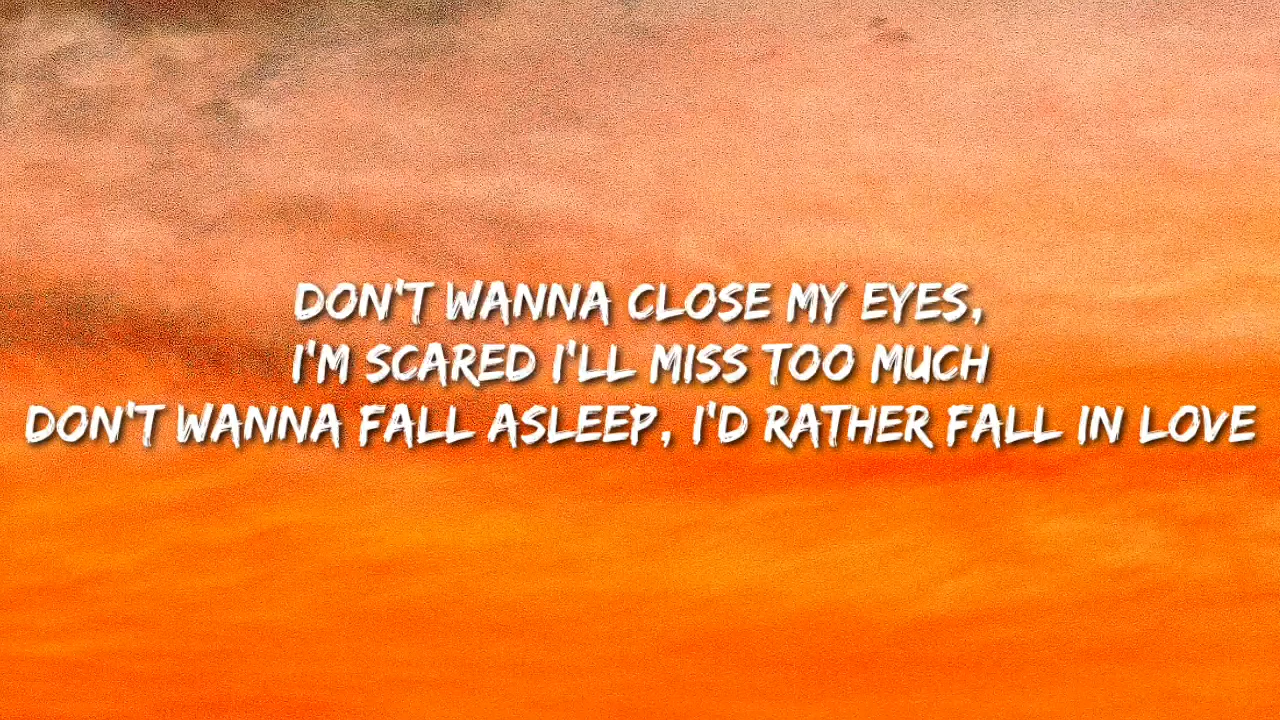 DON'T WANNA CLOSE MY EYES,
I'M SCARED I'LL MISS TOO MUCH
DON'T WANNA FALL ASLEEP, I'D RATHER FALL IN LOVE